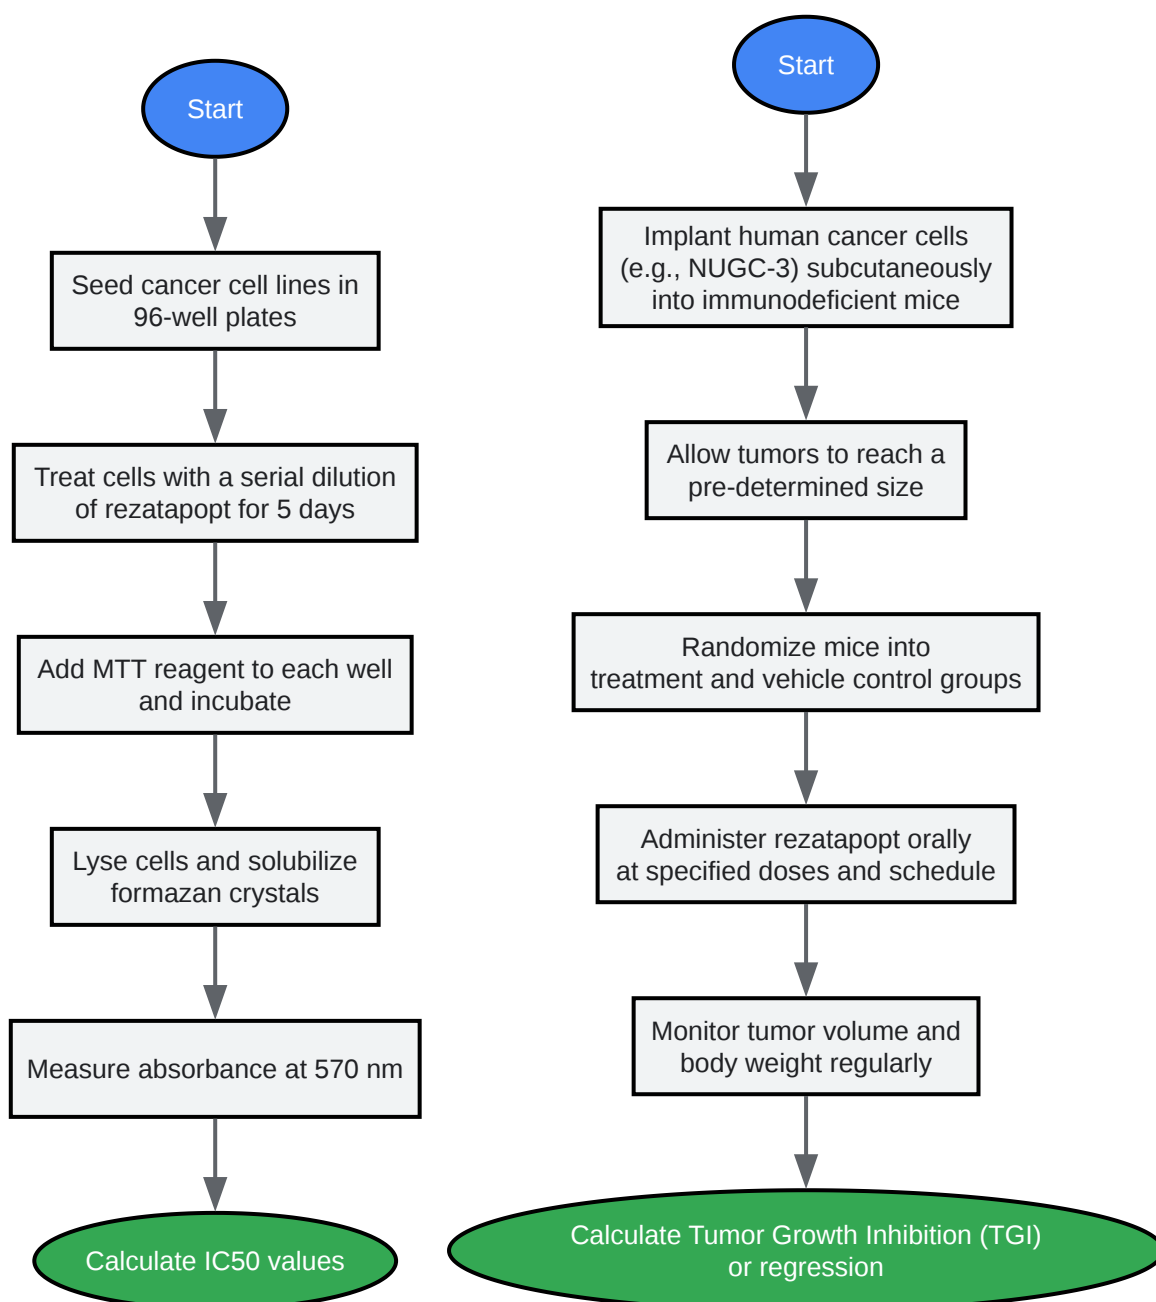 Start
Seed cancer cell lines in
96-well plates
Treat cells with a serial dilution
of rezatapopt for 5 days
Add MTT reagent to each well
and incubate
Lyse cells and solubilize
formazan crystals
Measure absorbance at 570 nm
Calculate IC50 values
Start
Implant human cancer cells
(e.g., NUGC-3) subcutaneously
into immunodeficient mice
Allow tumors to reach a
pre-determined size
Randomize mice into
treatment and vehicle control groups
Administer rezatapopt orally
at specified doses and schedule
Monitor tumor volume and
body weight regularly
Calculate Tumor Growth Inhibition (TGI)
or regression